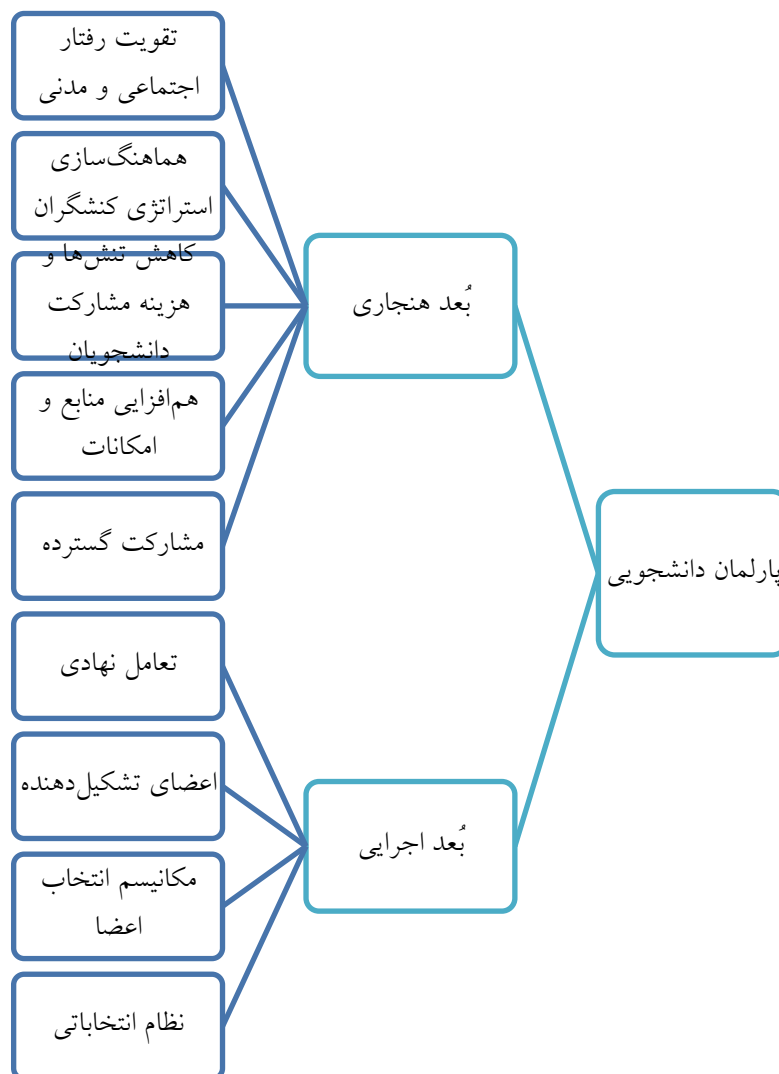 پارلمان دانشجویی
بُعد هنجاری
تقویت رفتار
اجتماعی و مدنی
هماهنگ‌سازی
استراتژی کنشگران
کاهش تنش‌ها و
هزینه مشارکت
دانشجویان
هم‌افزایی منابع و
امکانات
مشارکت گسترده
بُعد اجرایی
تعامل نهادی
اعضای تشکیل‌دهنده
مکانیسم انتخاب
اعضا
نظام انتخاباتی